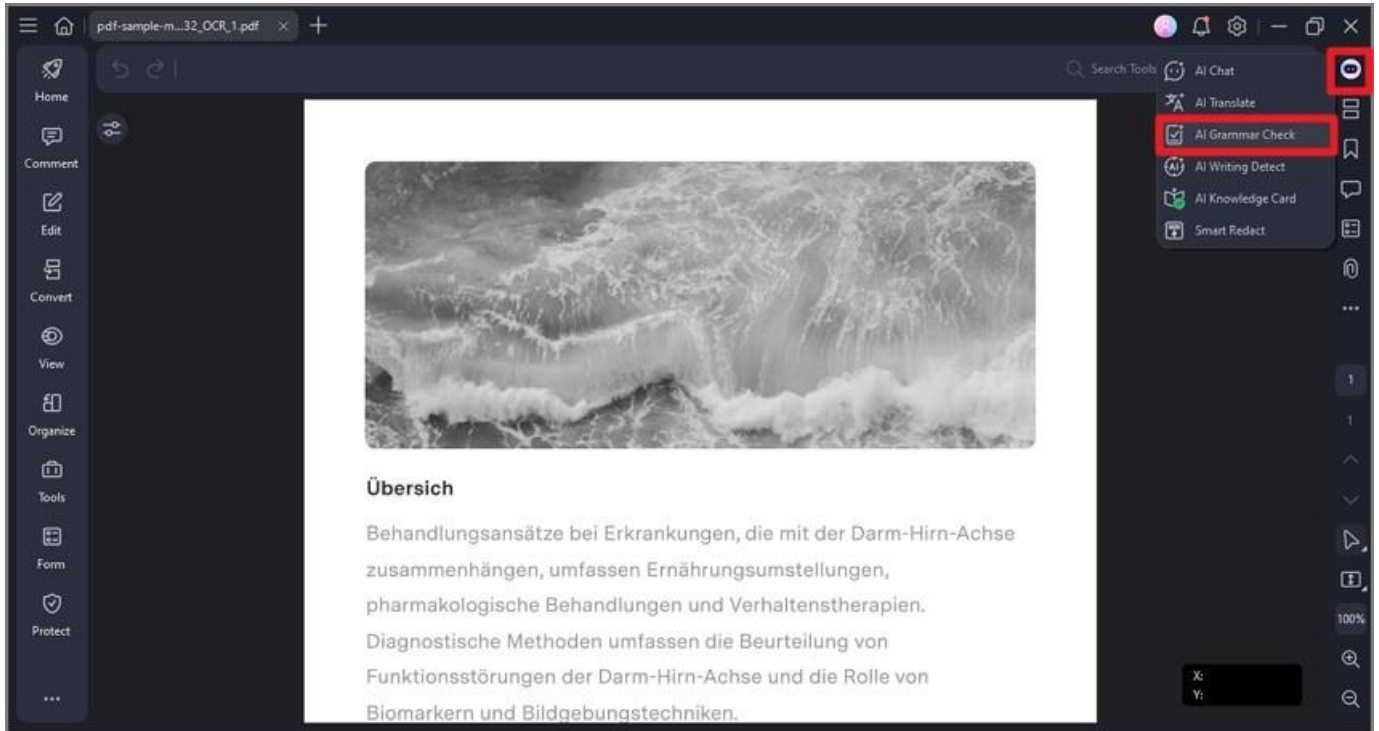 pdf-sample-m...32_OCR_1.pdf
Search Tools
Home
Comment
Edit
Convert
View
Organize
Tools
Form
Protect
AI Chat
AI Translate
AI Grammar Check
AI Writing Detect
AI Knowledge Card
Smart Redact
Übersich
Behandlungsansätze bei Erkrankungen, die mit der Darm-Hirn-Achse
zusammenhängen, umfassen Ernährungsumstellungen,
pharmakologische Behandlungen und Verhaltenstherapien.
Diagnostische Methoden umfassen die Beurteilung von
Funktionsstörungen der Darm-Hirn-Achse und die Rolle von
Biomarkern und Bildgebungstechniken.
1
1
100%
X:
Y: